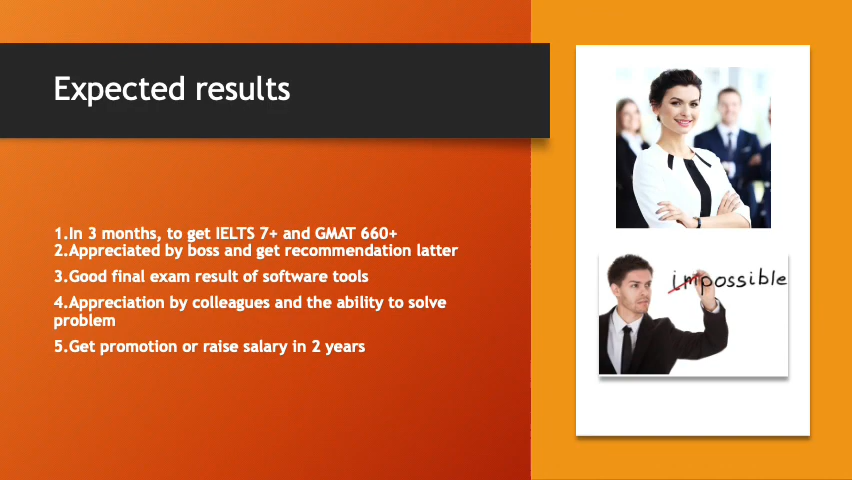 Expected results
1.In 3 months, to get IELTS 7+ and GMAT 660+
2.Appreciated by boss and get recommendation latter
3.Good final exam result of software tools
4.Appreciation by colleagues and the ability to solve
problem
5.Get promotion or raise salary in 2 years
impossible